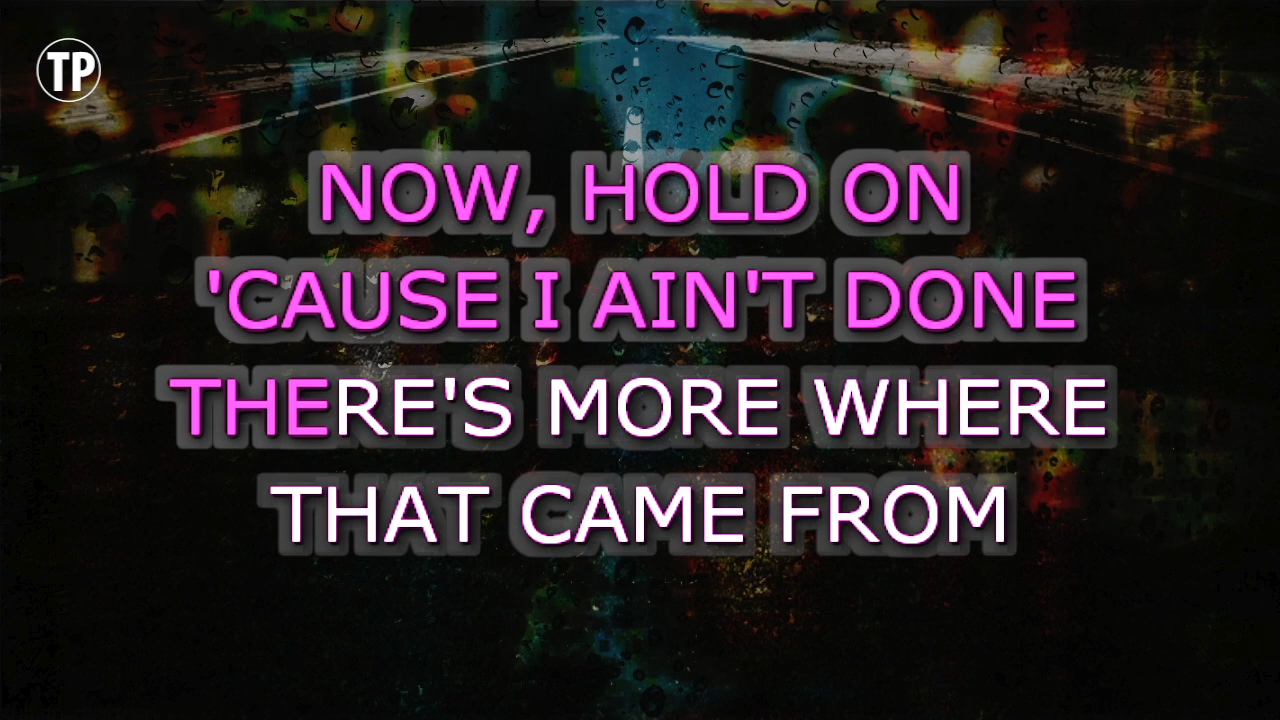 TP
NOW, HOLD ON
'CAUSE I AIN'T DONE
THERE'S MORE WHERE
THAT CAME FROM